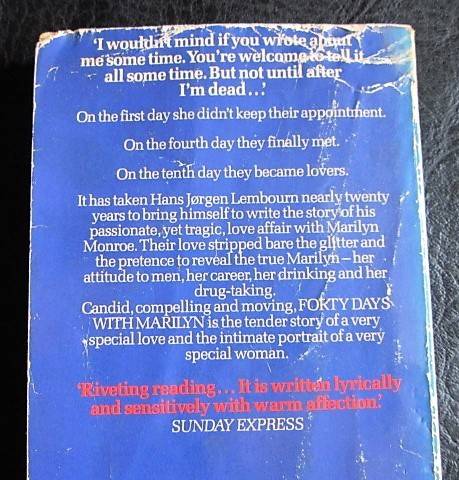 'I wouldn't mind if you wrote about
me some time. You're welcome to tell it
all some time. But not until after
I'm dead...'
On the first day she didn't keep their appointment.
On the fourth day they finally met.
On the tenth day they became lovers.
It has taken Hans Jørgen Lembourn nearly twenty
years to bring himself to write the story of his
passionate, yet tragic, love affair with Marilyn
Monroe. Their love stripped bare the glitter and
the pretence to reveal the true Marilyn – her
attitude to men, her career, her drinking and her
drug-taking.
Candid, compelling and moving, FORTY DAYS
WITH MARILYN is the tender story of a very
special love and the intimate portrait of a very
special woman.
'Riveting reading... It is written lyrically
and sensitively with warm affection.'
SUNDAY EXPRESS